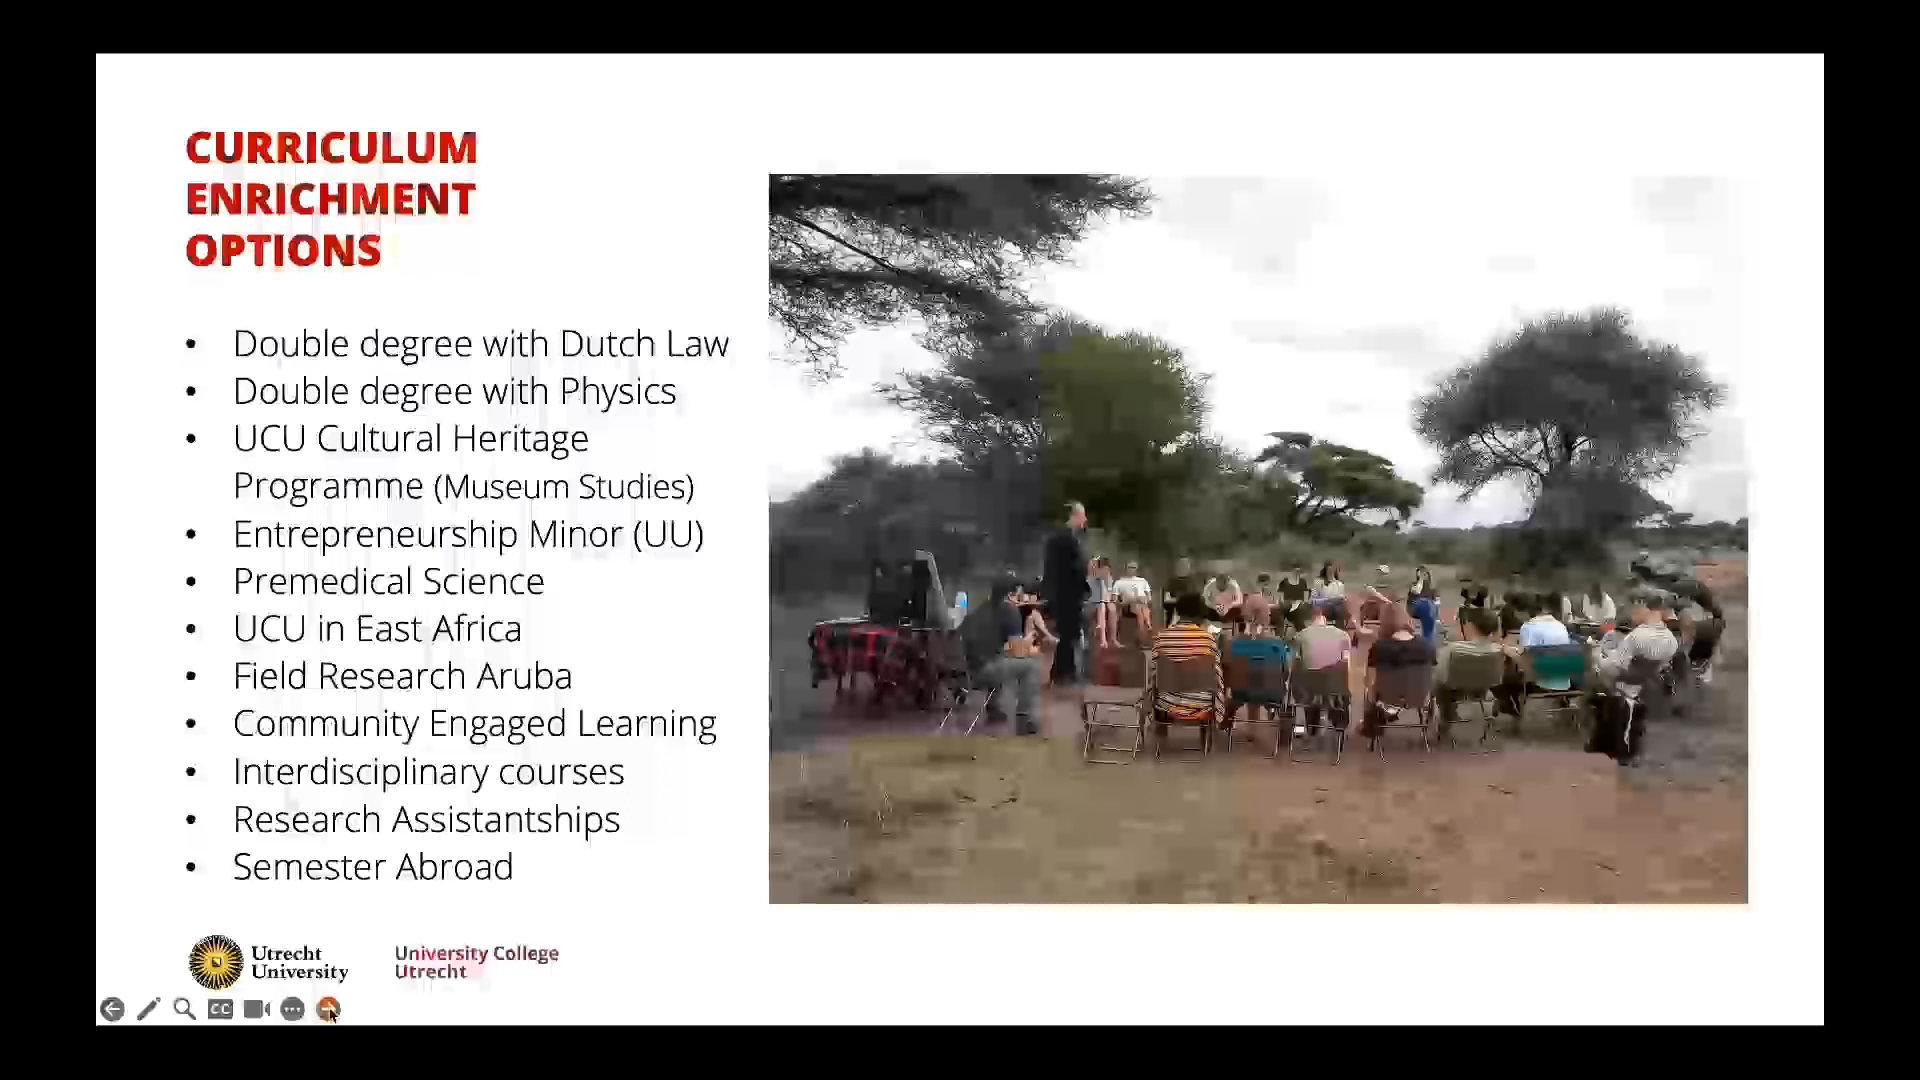 CURRICULUM
ENRICHMENT
OPTIONS
• Double degree with Dutch Law
• Double degree with Physics
• UCU Cultural Heritage
Programme (Museum Studies)
• Entrepreneurship Minor (UU)
• Premedical Science
• UCU in East Africa
• Field Research Aruba
• Community Engaged Learning
• Interdisciplinary courses
• Research Assistantships
• Semester Abroad
Utrecht
University
University College
Utrecht
CC